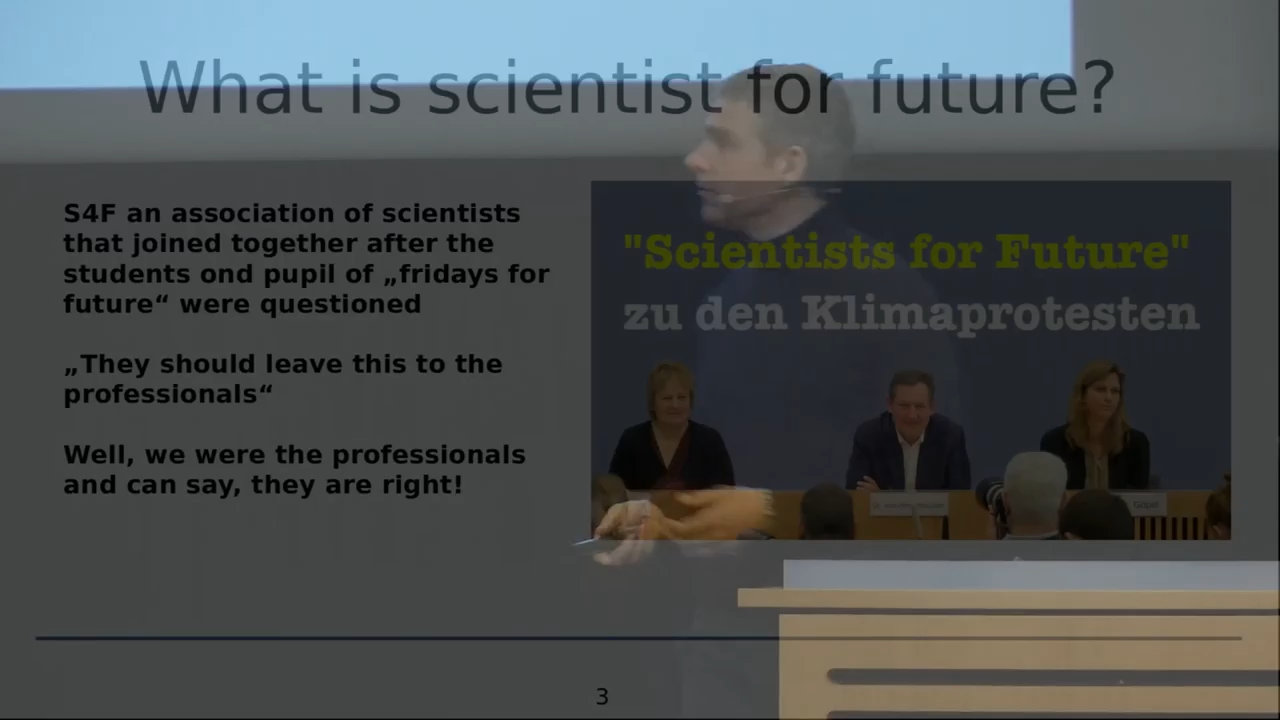 What is scientist for future?
S4F an association of scientists
that joined together after the
students ond pupil of „fridays for
future“ were questioned
„They should leave this to the
professionals“
Well, we were the professionals
and can say, they are right!
"Scientists for Future"
zu den Klimaprotesten
Göpel
3